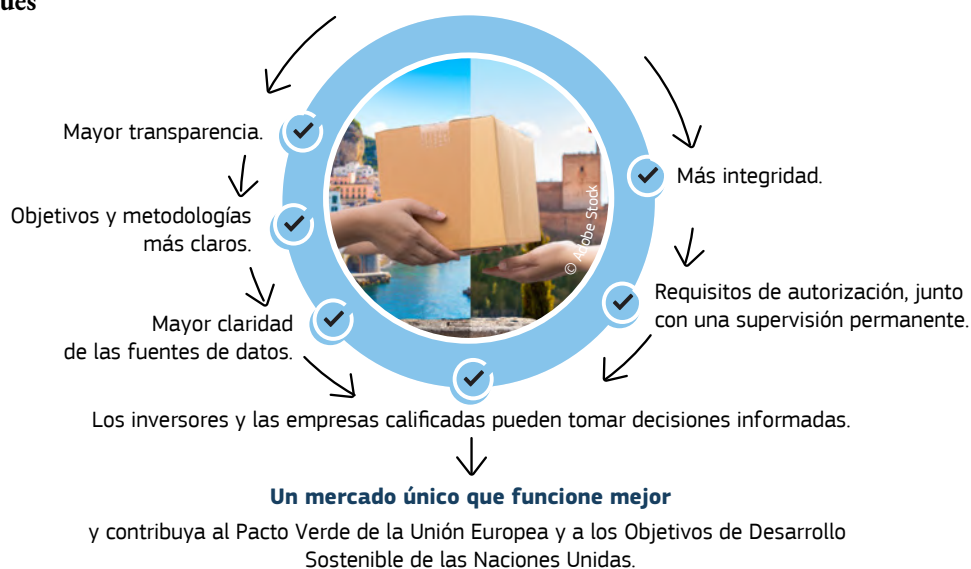 Mayor transparencia.
Objetivos y metodologías
más claros.
Mayor claridad
de las fuentes de datos.
Más integridad.
Requisitos de autorización, junto
con una supervisión permanente.
© Adobe Stock
Los inversores y las empresas calificadas pueden tomar decisiones informadas.
Un mercado único que funcione mejor
y contribuya al Pacto Verde de la Unión Europea y a los Objetivos de Desarrollo
Sostenible de las Naciones Unidas.